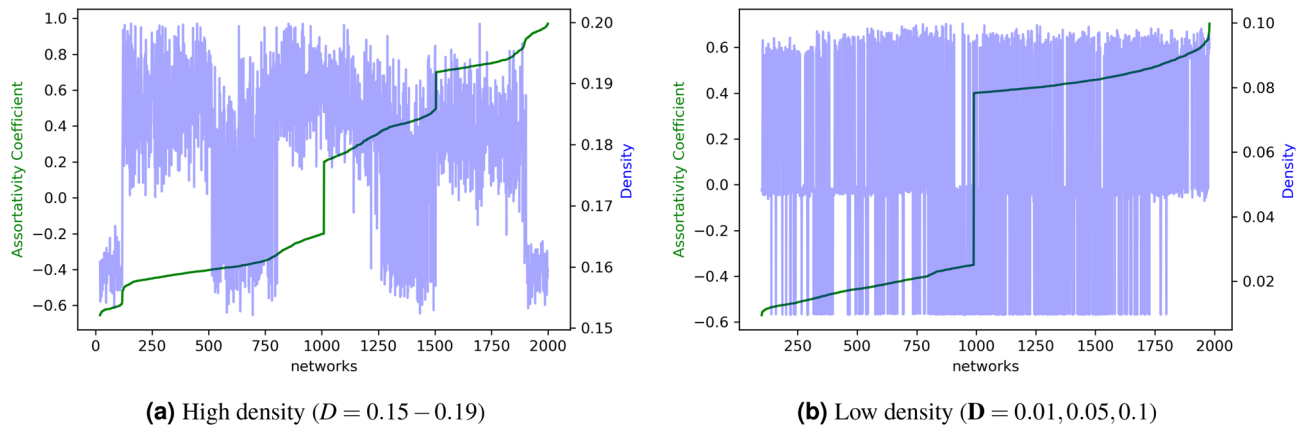 1.0
0.8
0.6
0.4
0.2
0.0
−0.2
−0.4
−0.6
Assortativity Coefficient
0.20
0.19
0.18
0.17
0.16
0.15
Density
0 250 500 750 1000 1250 1500 1750 2000
networks
(a) High density (D = 0.15 − 0.19)
0.6
0.4
0.2
0.0
−0.2
−0.4
−0.6
Assortativity Coefficient
0.10
0.08
0.06
0.04
0.02
Density
250 500 750 1000 1250 1500 1750 2000
networks
(b) Low density (D = 0.01, 0.05, 0.1)